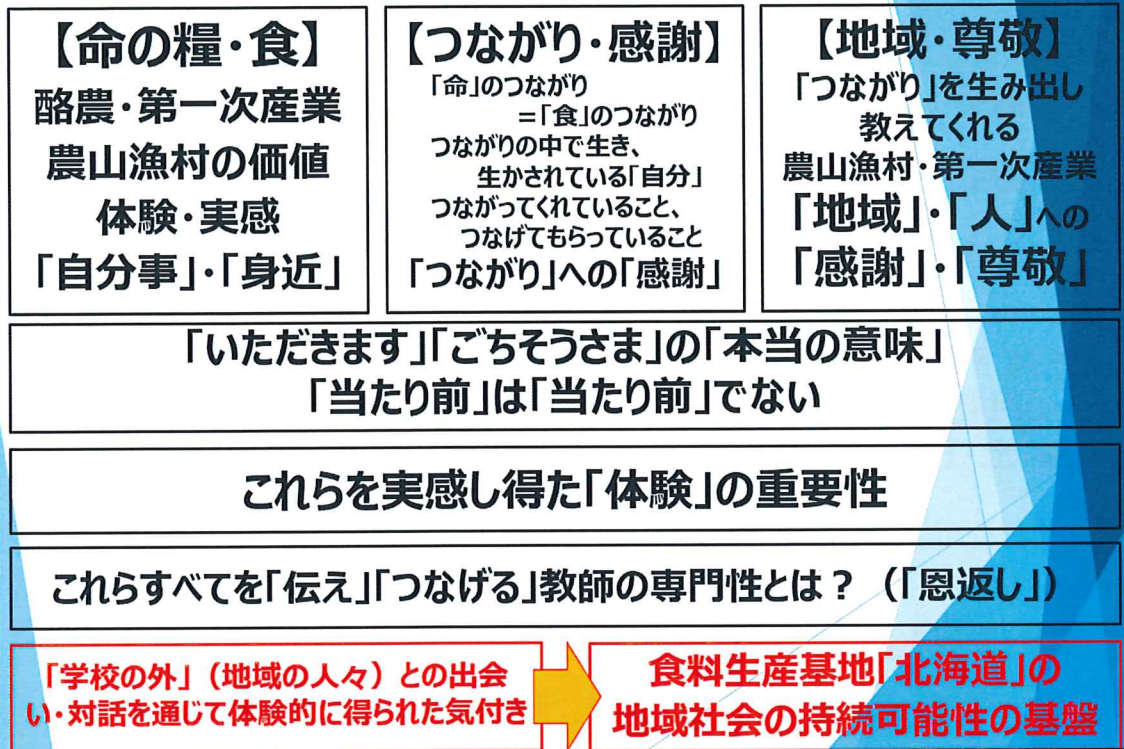 【命の糧・食】
酪農・第一次産業
農山漁村の価値
体験・実感
「自分事」・「身近」
【つながり・感謝】
「命」のつながり
=「食」のつながり
つながりの中で生き、
生かされている「自分」
つながってくれていること、
つなげてもらっていること
「つながり」への「感謝」
【地域・尊敬】
「つながり」を生み出し
教えてくれる
農山漁村・第一次産業
「地域」・「人」への
「感謝」・「尊敬」
「いただきます」「ごちそうさま」の「本当の意味」
「当たり前」は「当たり前」でない
これらを実感し得た「体験」の重要性
これらすべてを「伝え」「つなげる」教師の専門性とは？（「恩返し」）
「学校の外」（地域の人々）との出会
い・対話を通じて体験的に得られた気付き
食料生産基地「北海道」の
地域社会の持続可能性の基盤